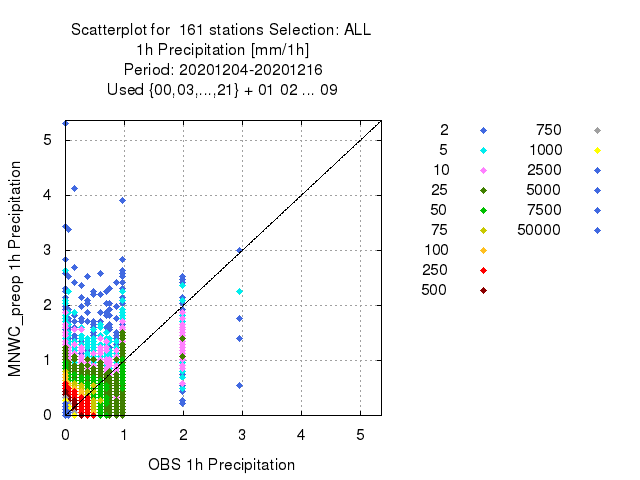 Scatterplot for 161 stations Selection: ALL
1h Precipitation [mm/1h]
Period: 20201204-20201216
Used {00,03,...,21} + 01 02 ... 09
MNWC_preop 1h Precipitation
5
4
3
2
1
0
0 1 2 3 4 5
OBS 1h Precipitation
2 750
5 1000
10 2500
25 5000
50 7500
75 50000
100
250
500